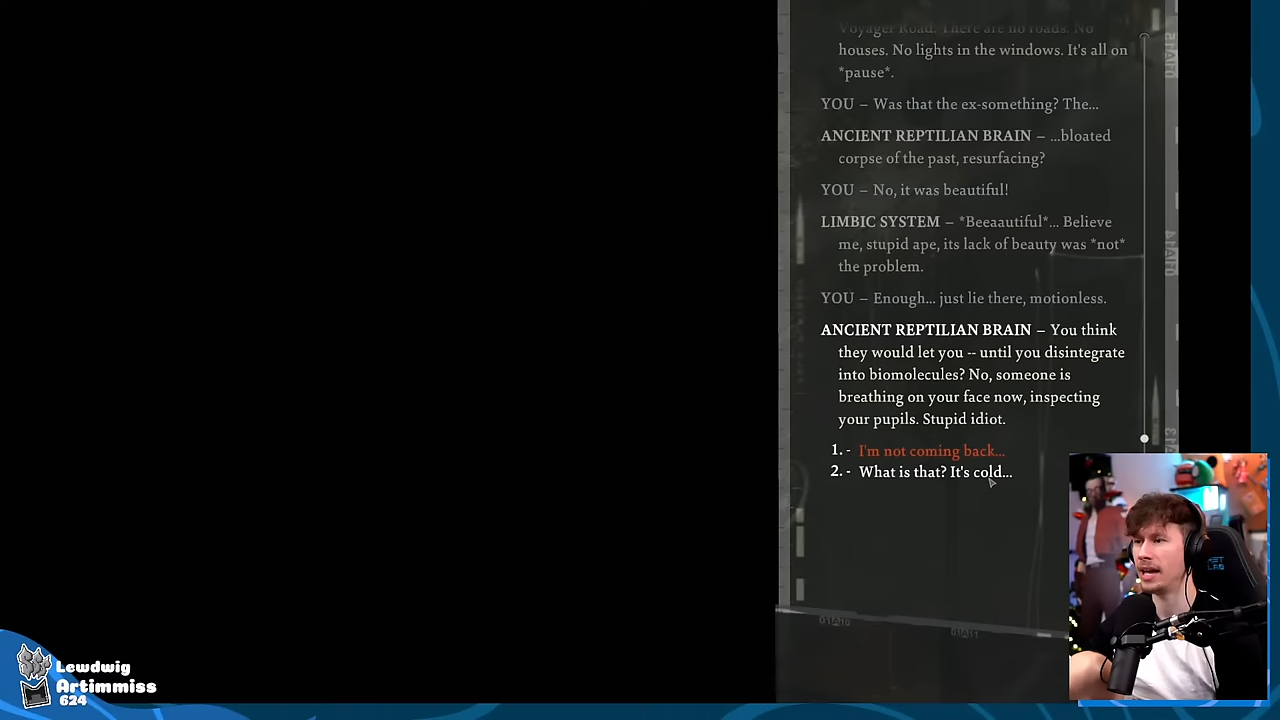 Voyager Road. There are no roads. No
houses. No lights in the windows. It's all on
*pause*.
YOU – Was that the ex-something? The...
ANCIENT REPTILIAN BRAIN – ...bloated
corpse of the past, resurfacing?
YOU – No, it was beautiful!
LIMBIC SYSTEM – *Beeaautiful*... Believe
me, stupid ape, its lack of beauty was *not*
the problem.
YOU – Enough... just lie there, motionless.
ANCIENT REPTILIAN BRAIN – You think
they would let you -- until you disintegrate
into biomolecules? No, someone is
breathing on your face now, inspecting
your pupils. Stupid idiot.
1. - I'm not coming back...
2. - What is that? It's cold...
Lewdwig
Artimmiss
624